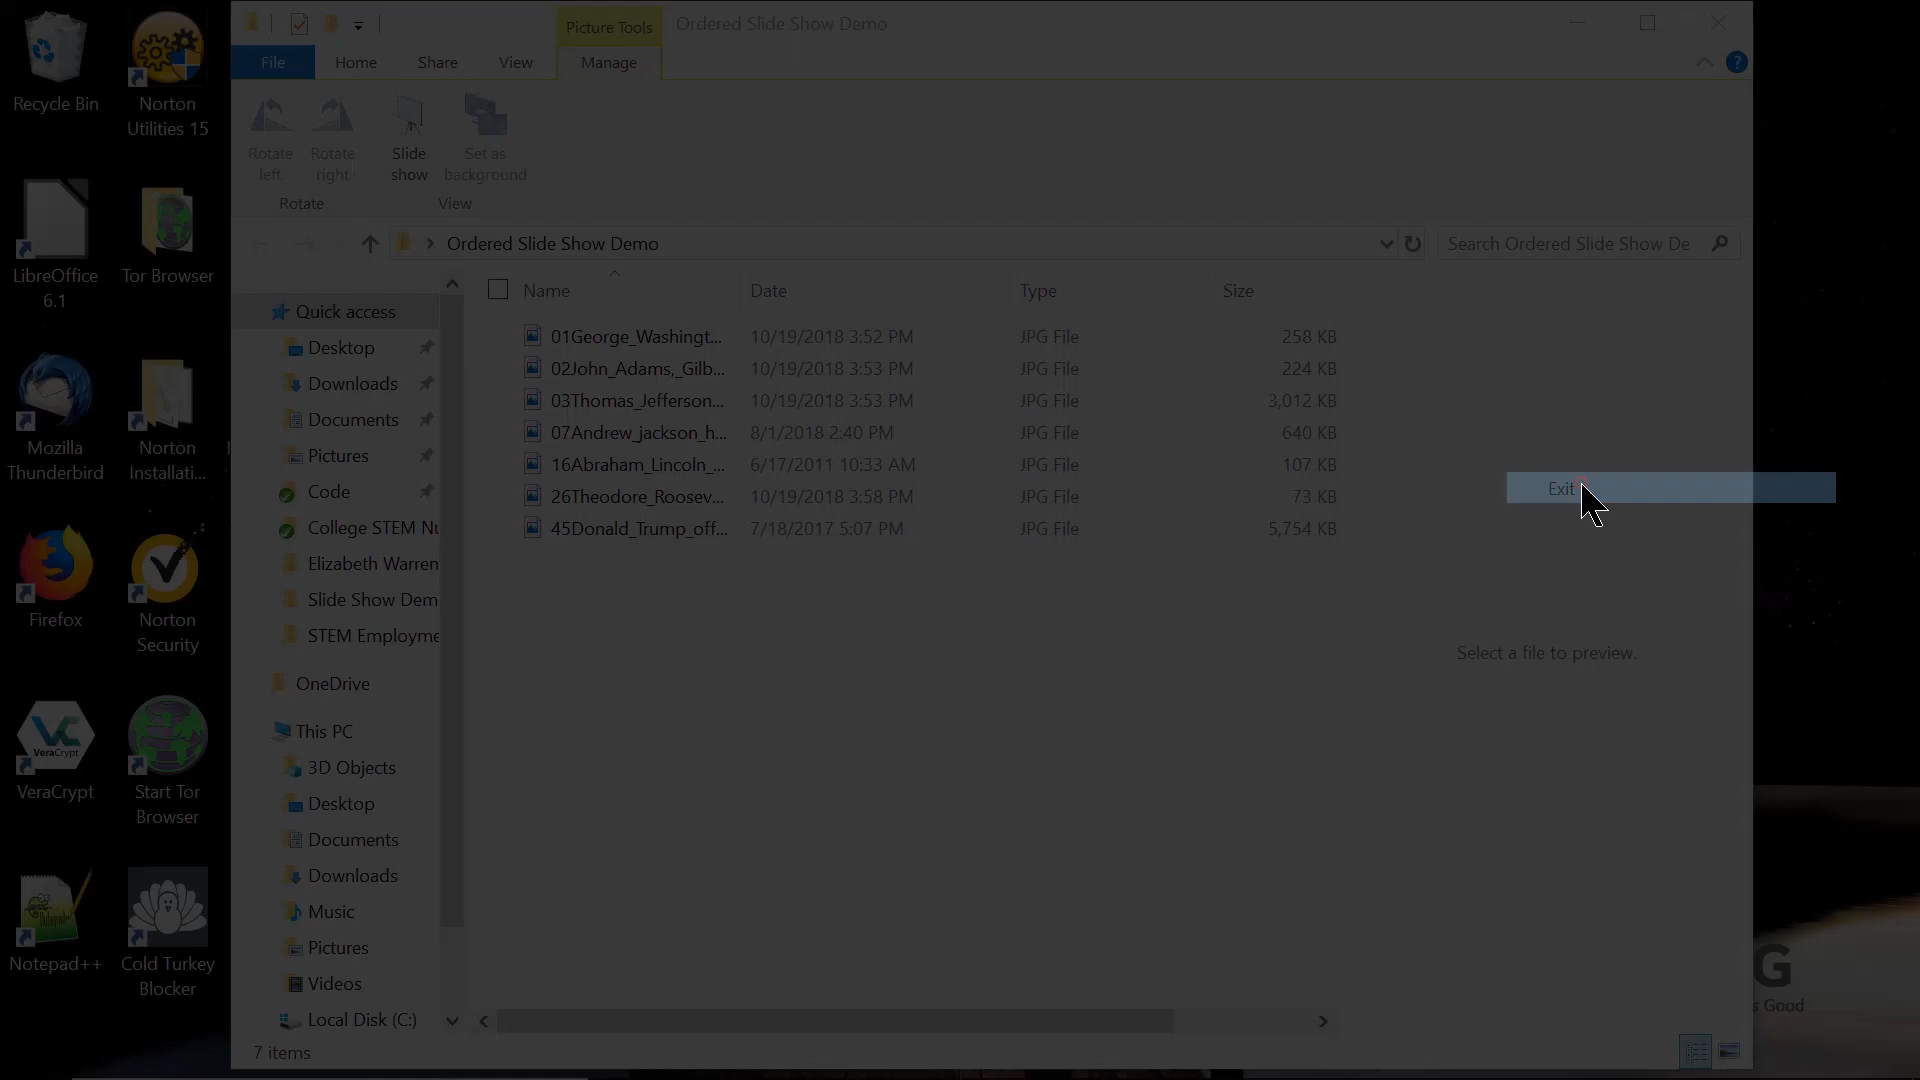 Recycle Bin
Norton
Utilities 15
LibreOffice
6.1
Tor Browser
Mozilla
Thunderbird
Norton
Installati...
Firefox
Norton
Security
VeraCrypt
VeraCrypt
Start Tor
Browser
Notepad++
Cold Turkey
Blocker
Picture Tools
Ordered Slide Show Demo
File
Home
Share
View
Manage
?
Rotate
left
Rotate
right
Slide
show
Set as
background
Rotate
View
Ordered Slide Show Demo
Search Ordered Slide Show De
Quick access
Desktop
Downloads
Documents
Pictures
Code
College STEM Nu
Elizabeth Warren
Slide Show Dem
STEM Employme
OneDrive
This PC
3D Objects
Desktop
Documents
Downloads
Music
Pictures
Videos
Local Disk (C:)
Name Date Type Size
01George_Washingt... 10/19/2018 3:52 PM JPG File 258 KB
02John_Adams,_Gilb... 10/19/2018 3:53 PM JPG File 224 KB
03Thomas_Jefferson... 10/19/2018 3:53 PM JPG File 3,012 KB
07Andrew_jackson_h... 8/1/2018 2:40 PM JPG File 640 KB
16Abraham_Lincoln_... 6/17/2011 10:33 AM JPG File 107 KB
26Theodore_Roosev... 10/19/2018 3:58 PM JPG File 73 KB
45Donald_Trump_off... 7/18/2017 5:07 PM JPG File 5,754 KB
Exit
Select a file to preview.
G
s Good
7 items